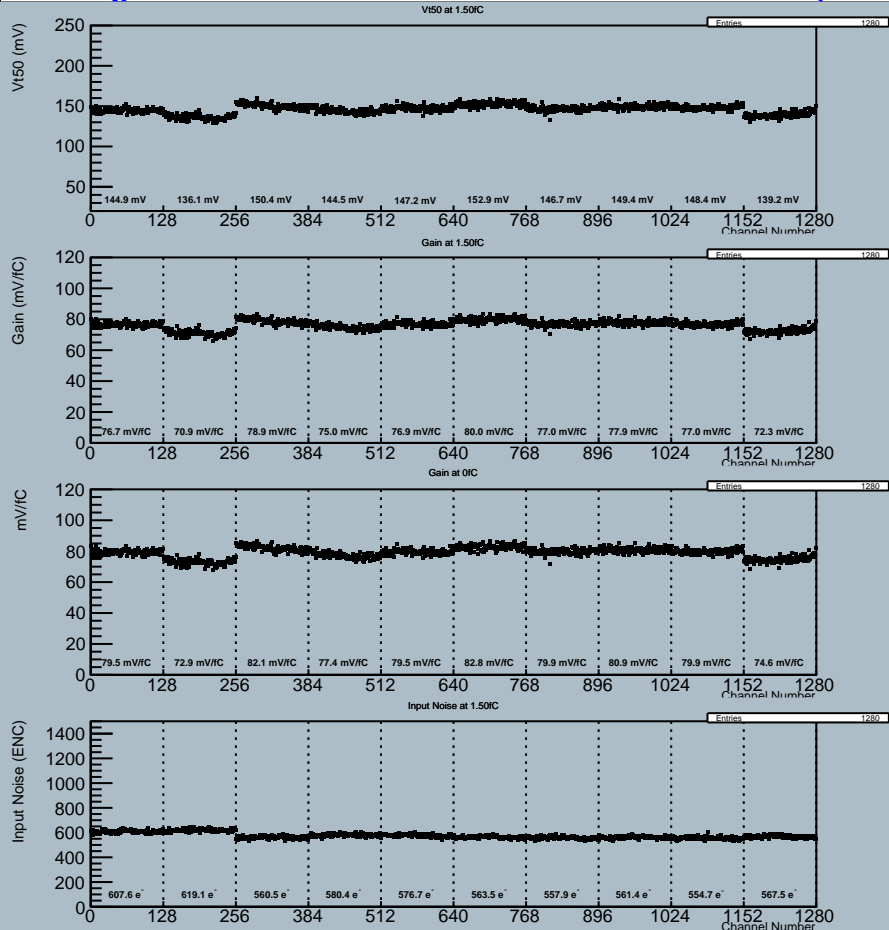 Vt50 at 1.50fC
Entries 1280
Vt50 (mV)
250
200
150
100
50
144.9 mV 136.1 mV 150.4 mV 144.5 mV 147.2 mV 152.9 mV 146.7 mV 149.4 mV 148.4 mV 139.2 mV
0 128 256 384 512 640 768 896 1024 1152 1280
Channel Number
Gain at 1.50fC
Entries 1280
Gain (mV/fC)
120
100
80
60
40
20
0
76.7 mV/fC 70.9 mV/fC 78.9 mV/fC 75.0 mV/fC 76.9 mV/fC 80.0 mV/fC 77.0 mV/fC 77.9 mV/fC 77.0 mV/fC 72.3 mV/fC
0 128 256 384 512 640 768 896 1024 1152 1280
Channel Number
Gain at 0fC
Entries 1280
mV/fC
120
100
80
60
40
20
0
79.5 mV/fC 72.9 mV/fC 82.1 mV/fC 77.4 mV/fC 79.5 mV/fC 82.8 mV/fC 79.9 mV/fC 80.9 mV/fC 79.9 mV/fC 74.6 mV/fC
0 128 256 384 512 640 768 896 1024 1152 1280
Channel Number
Input Noise at 1.50fC
Entries 1280
Input Noise (ENC)
1400
1200
1000
800
600
400
200
0
607.6 e⁻ 619.1 e⁻ 560.5 e⁻ 580.4 e⁻ 576.7 e⁻ 563.5 e⁻ 557.9 e⁻ 561.4 e⁻ 554.7 e⁻ 567.5 e⁻
0 128 256 384 512 640 768 896 1024 1152 1280
Channel Number